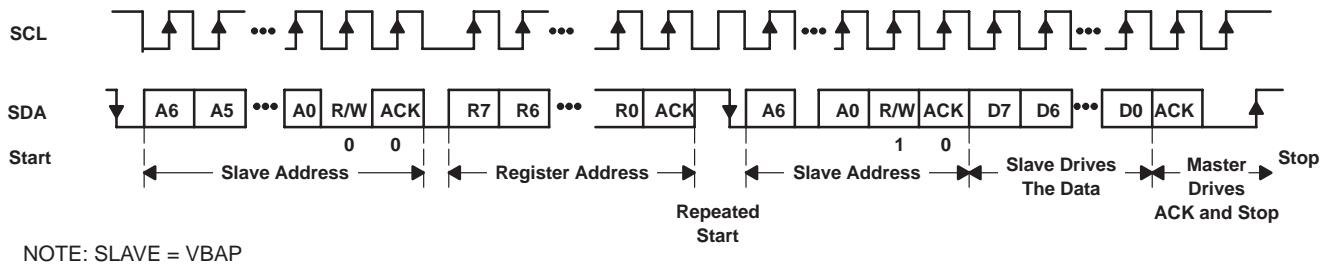 SCL
SDA A6 A5 ••• A0 R/W ACK R7 R6 ••• R0 ACK A6 A0 R/W ACK D7 D6 ••• D0 ACK
0 0 1 0
Start Slave Address Register Address Slave Address Slave Drives The Data Master Drives ACK and Stop Stop
Repeated Start
NOTE: SLAVE = VBAP